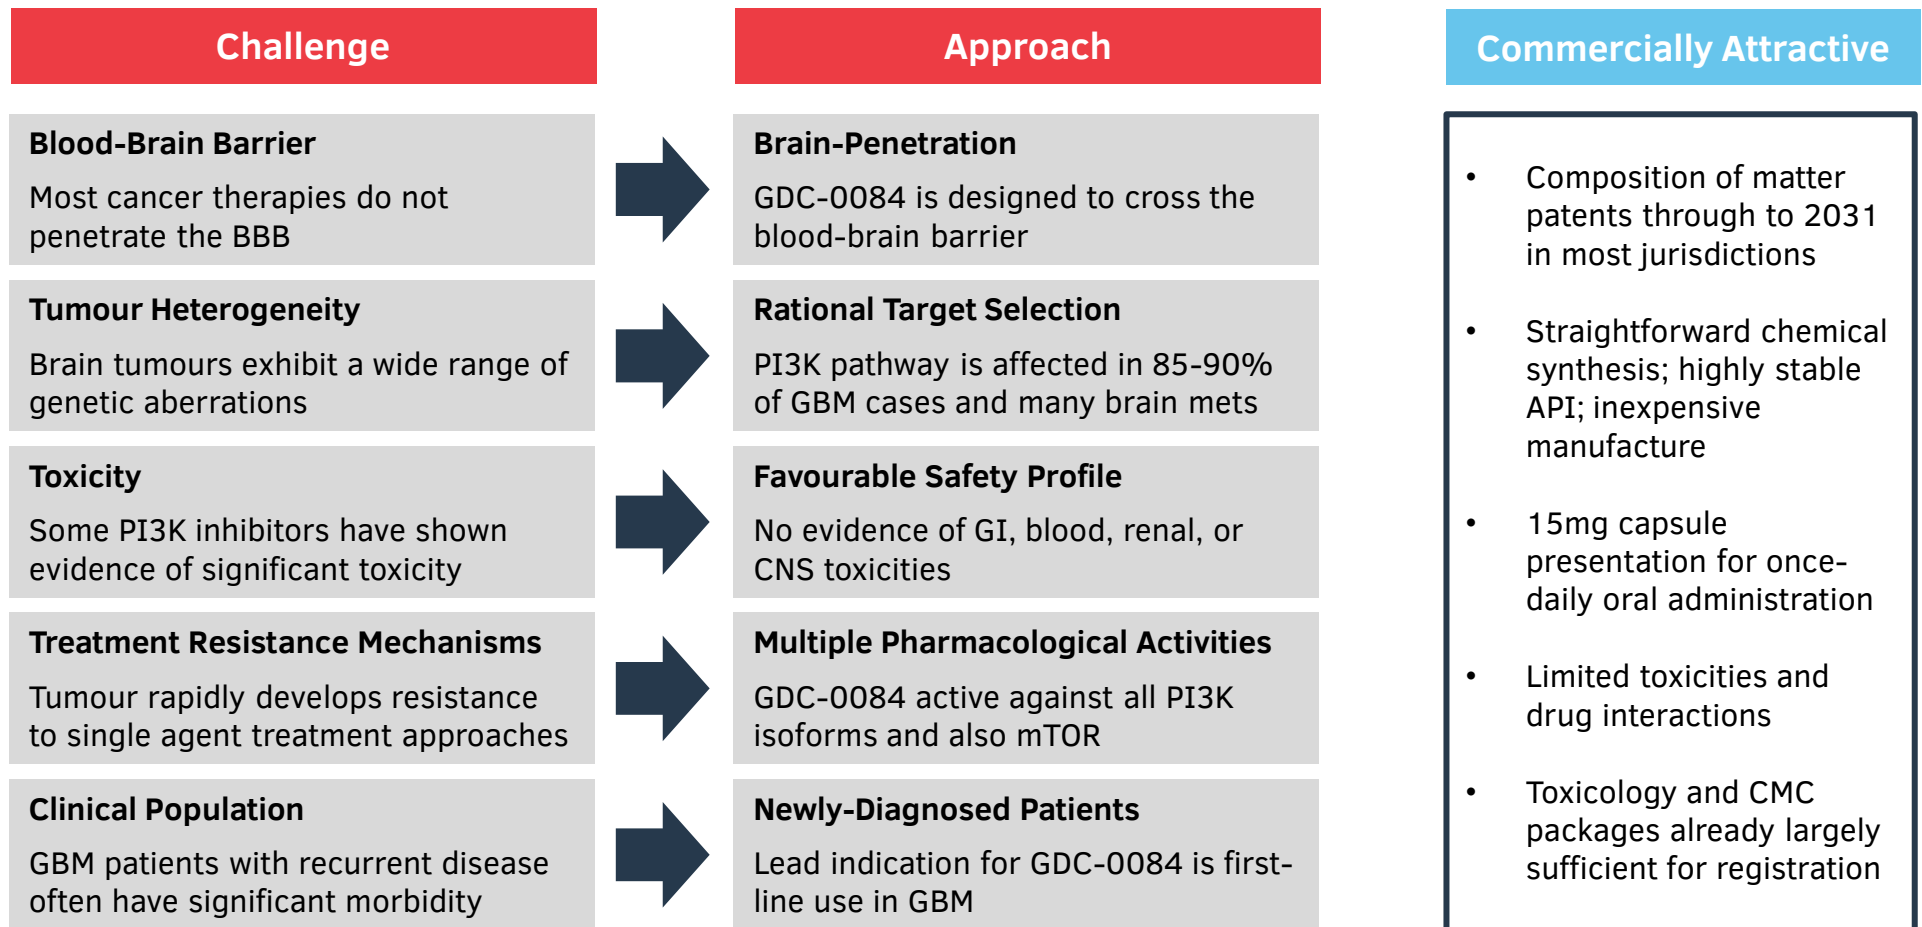 Challenge
Approach
Commercially Attractive
Blood-Brain Barrier
Most cancer therapies do not
penetrate the BBB
Brain-Penetration
GDC-0084 is designed to cross the
blood-brain barrier
Tumour Heterogeneity
Brain tumours exhibit a wide range of
genetic aberrations
Rational Target Selection
PI3K pathway is affected in 85-90%
of GBM cases and many brain mets
Toxicity
Some PI3K inhibitors have shown
evidence of significant toxicity
Favourable Safety Profile
No evidence of GI, blood, renal, or
CNS toxicities
Treatment Resistance Mechanisms
Tumour rapidly develops resistance
to single agent treatment approaches
Multiple Pharmacological Activities
GDC-0084 active against all PI3K
isoforms and also mTOR
Clinical Population
GBM patients with recurrent disease
often have significant morbidity
Newly-Diagnosed Patients
Lead indication for GDC-0084 is first-
line use in GBM
• Composition of matter
patents through to 2031
in most jurisdictions
• Straightforward chemical
synthesis; highly stable
API; inexpensive
manufacture
• 15mg capsule
presentation for once-
daily oral administration
• Limited toxicities and
drug interactions
• Toxicology and CMC
packages already largely
sufficient for registration